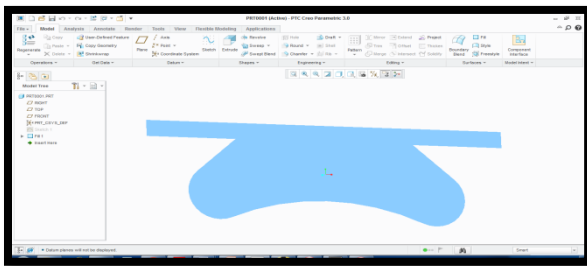 PRT0001 (Active) - PTC Creo Parametric 3.0
File Model Analysis Annotate Render Tools View Flexible Modeling Applications
Regenerate Copy Paste Delete User-Defined Feature Copy Geometry Shrinkwrap Plane Axis Point Coordinate System Sketch Extrude Revolve Sweep Swept Blend Hole Round Chamfer Draft Shell Rib Pattern Mirror Trim Merge Extend Offset Intersect Project Thicken Solidify Boundary Blend Fill Style Freestyle Component Interface
Operations Get Data Datum Shapes Engineering Editing Surfaces Model Intent
Model Tree
PRT0001.PRT
RIGHT
TOP
FRONT
PRT_CSYS_DEF
Sketch 1
Fill 1
Insert Here
Datum planes will not be displayed.
Smart